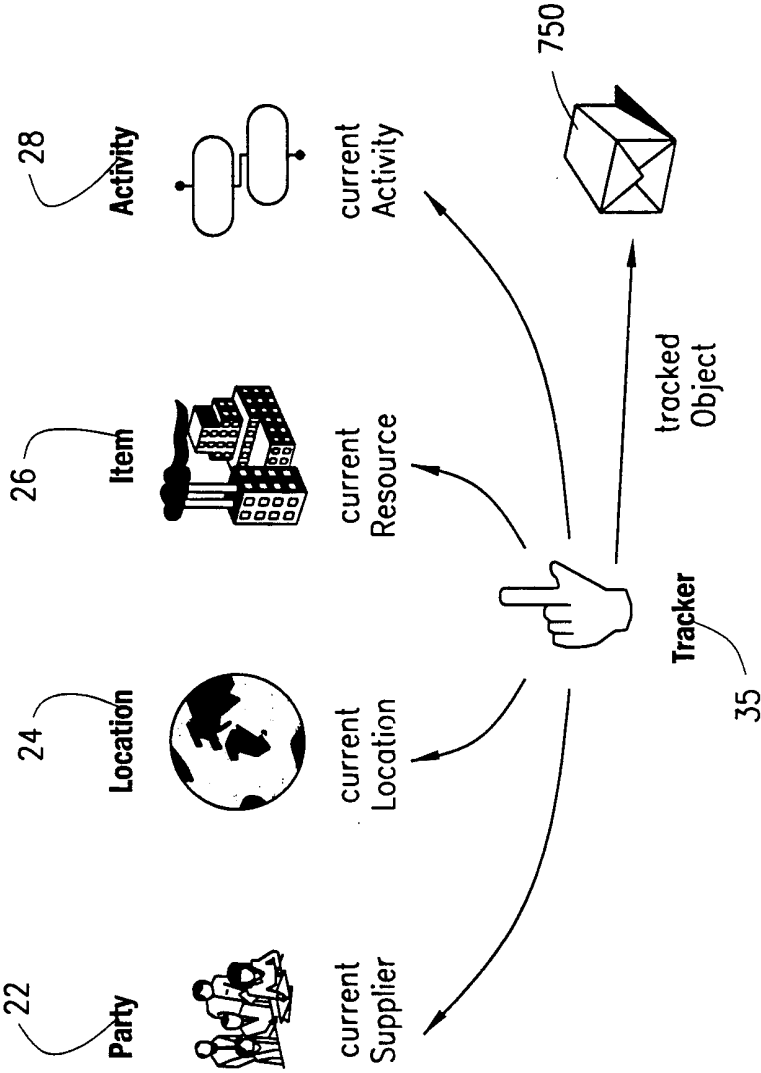 22
24
26
28
Party
Location
Item
Activity
current
Supplier
current
Location
current
Resource
current
Activity
Tracker
35
tracked
Object
750